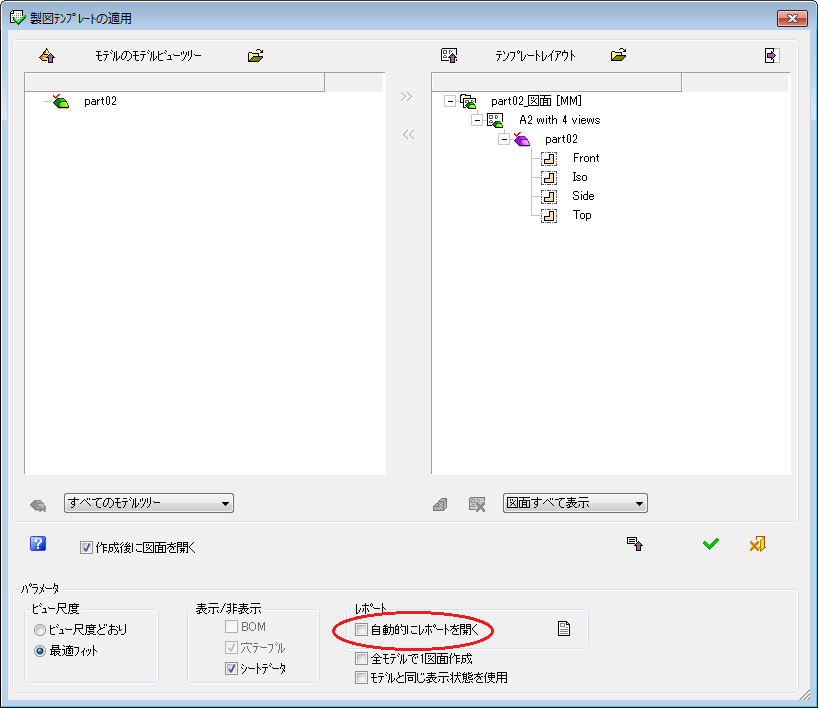 製図ﾃﾝﾌﾟﾚｰﾄの適用
ﾓﾃﾞﾙのﾓﾃﾞﾙﾋﾞｭｰﾂﾘｰ
ﾃﾝﾌﾟﾚｰﾄﾚｲｱｳﾄ
part02
part02_図面 [MM]
A2 with 4 views
part02
Front
Iso
Side
Top
すべてのﾓﾃﾞﾙﾂﾘｰ
図面すべて表示
作成後に図面を開く
ﾊﾟﾗﾒｰﾀ
ﾋﾞｭｰ尺度
ﾋﾞｭｰ尺度どおり
最適ﾌｨｯﾄ
表示/非表示
BOM
穴ﾃｰﾌﾞﾙ
ｼｰﾄﾃﾞｰﾀ
ﾚﾎﾟｰﾄ
自動的にﾚﾎﾟｰﾄを開く
全ﾓﾃﾞﾙで1図面作成
ﾓﾃﾞﾙと同じ表示状態を使用